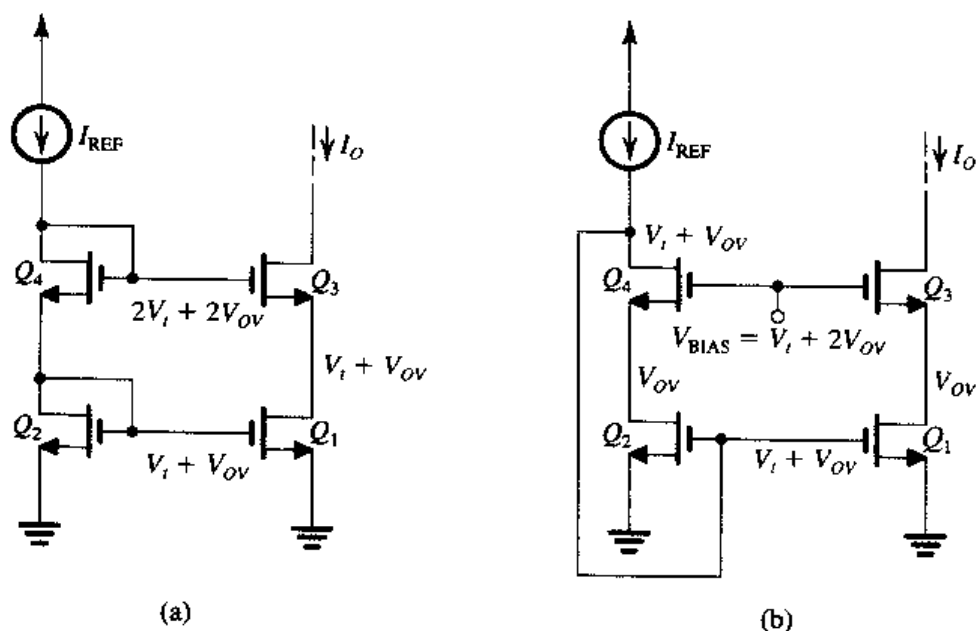 I_REF
I_O
Q_4
Q_3
2V_t + 2V_OV
V_t + V_OV
Q_2
Q_1
V_t + V_OV
(a)
I_REF
I_O
V_t + V_OV
Q_4
Q_3
V_BIAS = V_t + 2V_OV
V_OV
V_OV
Q_2
Q_1
V_t + V_OV
(b)